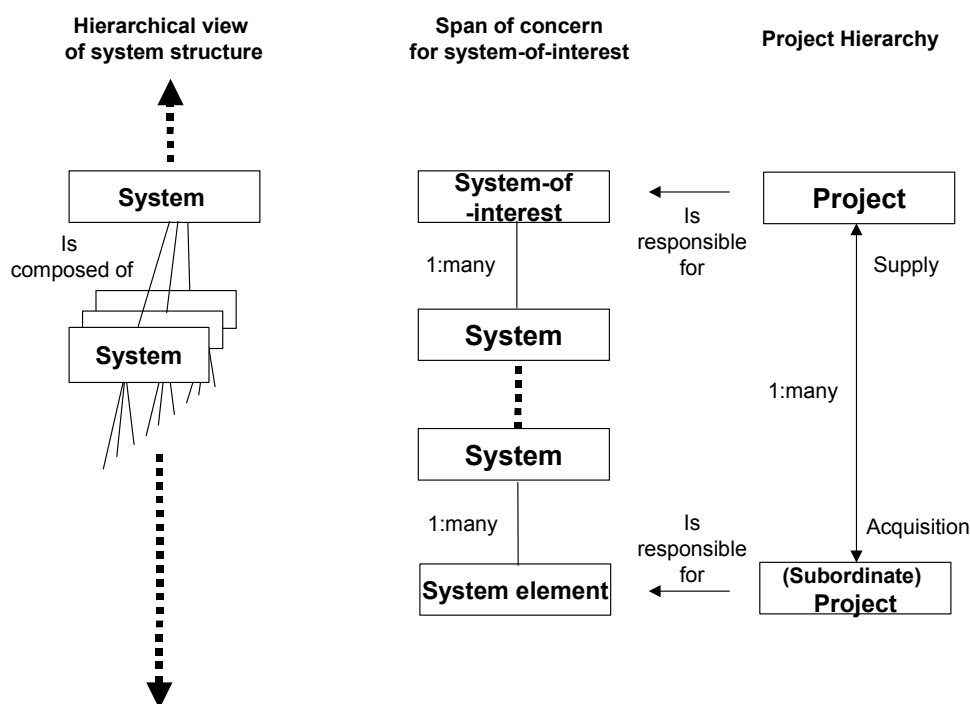 Hierarchical view
of system structure
Span of concern
for system-of-interest
Project Hierarchy
System
Is
composed of
System
System-of
-interest
1:many
System
System
1:many
System element
Is
responsible
for
Is
responsible
for
Project
Supply
1:many
Acquisition
(Subordinate)
Project